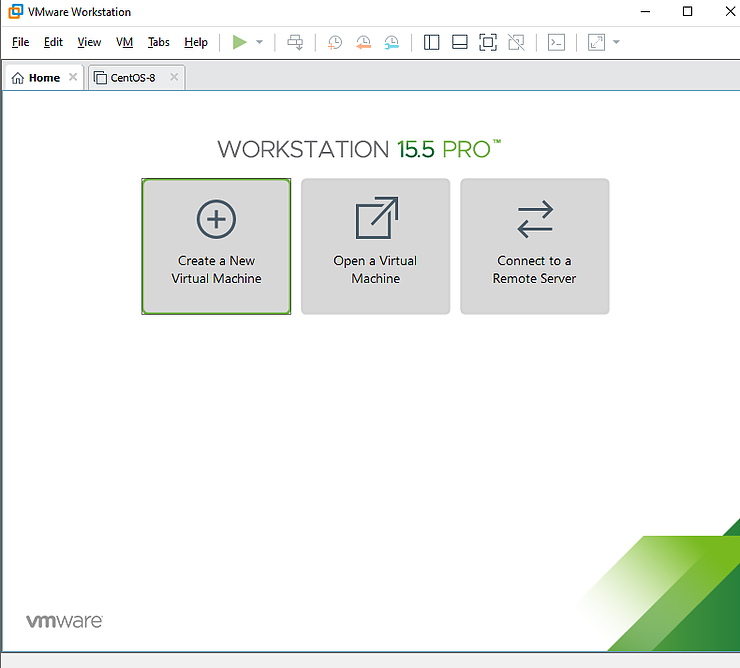 VMware Workstation
File Edit View VM Tabs Help
Home CentOS-8
WORKSTATION 15.5 PRO™
Create a New
Virtual Machine
Open a Virtual
Machine
Connect to a
Remote Server
vmware